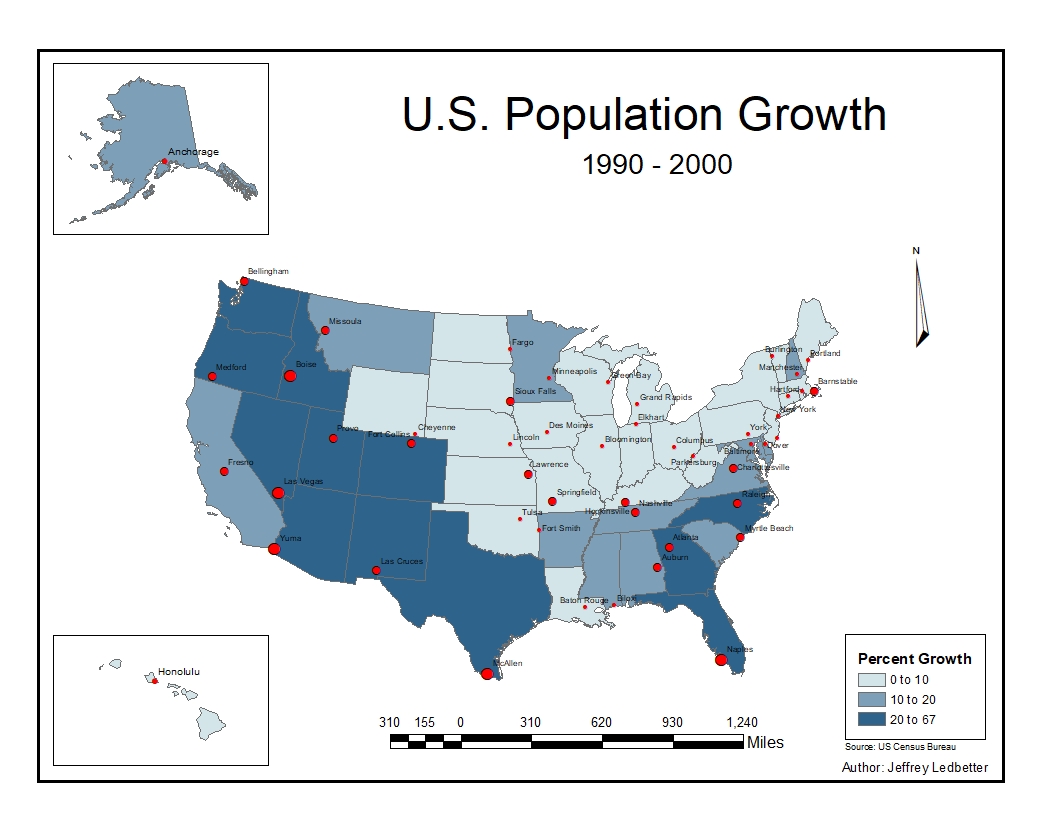 U.S. Population Growth
1990 - 2000
Anchorage
N
Bellingham
Missoula
Fargo
Burlington
Portland
Medford
Boise
Minneapolis
Green Bay
Manchester
Barnstable
Sioux Falls
Grand Rapids
Hartford
New York
Provo
Fort Collins
Cheyenne
Des Moines
Elkhart
York
Lincoln
Bloomington
Columbus
Dover
Baltimore
Fresno
Lawrence
Parkersburg
Charlottesville
Las Vegas
Springfield
Raleigh
Hopkinsville
Nashville
Tulsa
Fort Smith
Myrtle Beach
Yuma
Atlanta
Las Cruces
Auburn
Baton Rouge
Biloxi
McAllen
Naples
Honolulu
Percent Growth
0 to 10
10 to 20
20 to 67
310 155 0 310 620 930 1,240
Miles
Source: US Census Bureau
Author: Jeffrey Ledbetter